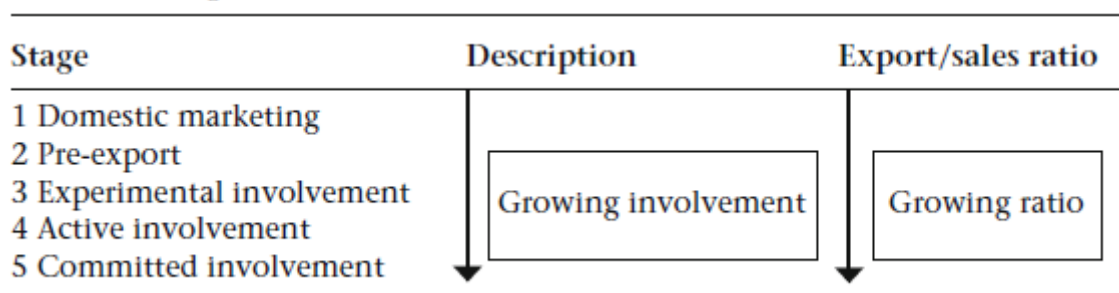 Stage Description Export/sales ratio
1 Domestic marketing
2 Pre-export
3 Experimental involvement
Growing involvement Growing ratio
4 Active involvement
5 Committed involvement